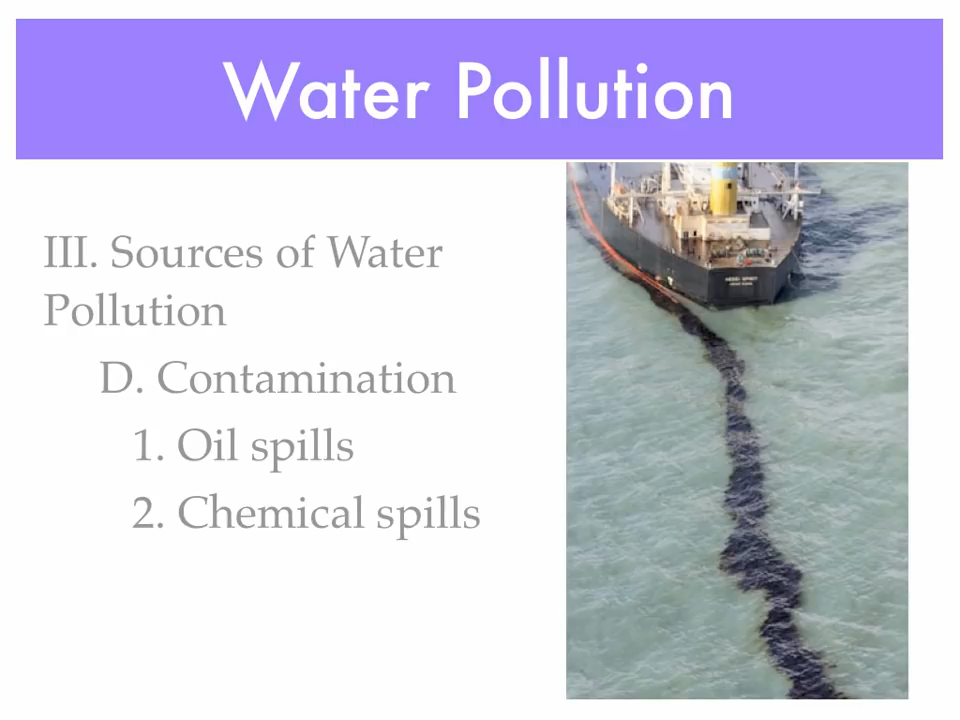 Water Pollution
III. Sources of Water
Pollution
D. Contamination
1. Oil spills
2. Chemical spills